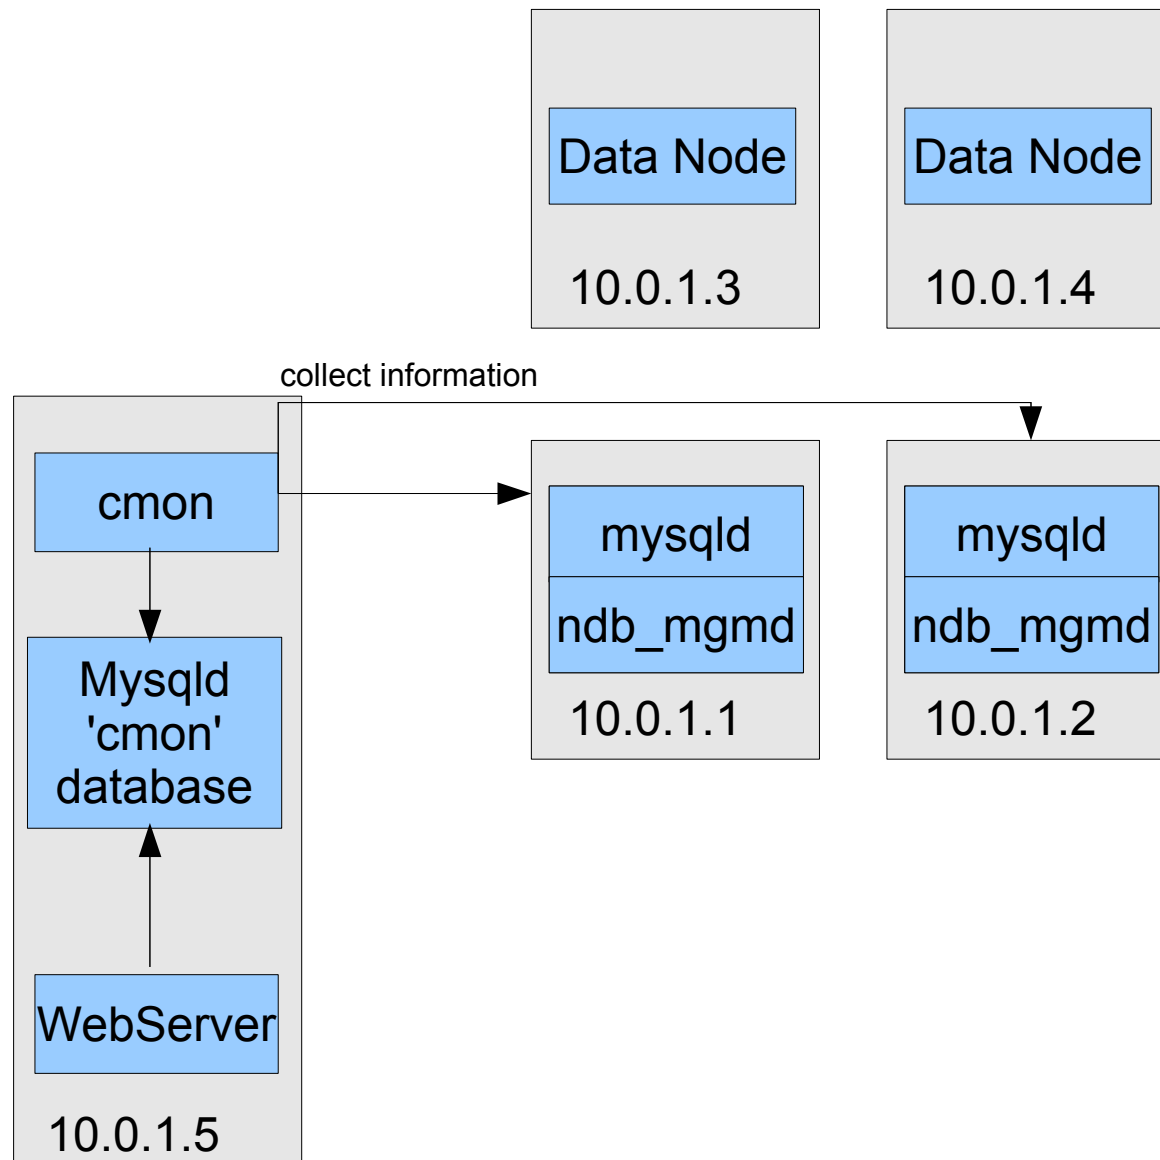 Data Node
Data Node
10.0.1.3
10.0.1.4
collect information
cmon
mysqld
mysqld
ndb_mgmd
ndb_mgmd
Mysqld
'cmon'
database
10.0.1.1
10.0.1.2
WebServer
10.0.1.5